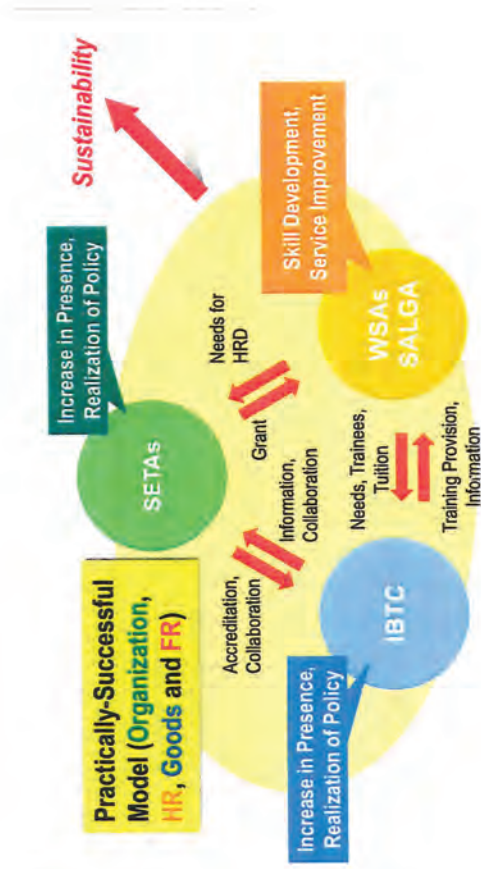 Practically-Successful
Model (Organization,
HR, Goods and FR)
Increase in Presence,
Realization of Policy
Sustainability
SETAs
Accreditation,
Collaboration
Information,
Collaboration
Grant
Needs for
HRD
Increase in Presence,
Realization of Policy
IBTC
Needs, Trainees,
Tuition
Training Provision,
Information
WSAs
SALGA
Skill Development,
Service Improvement